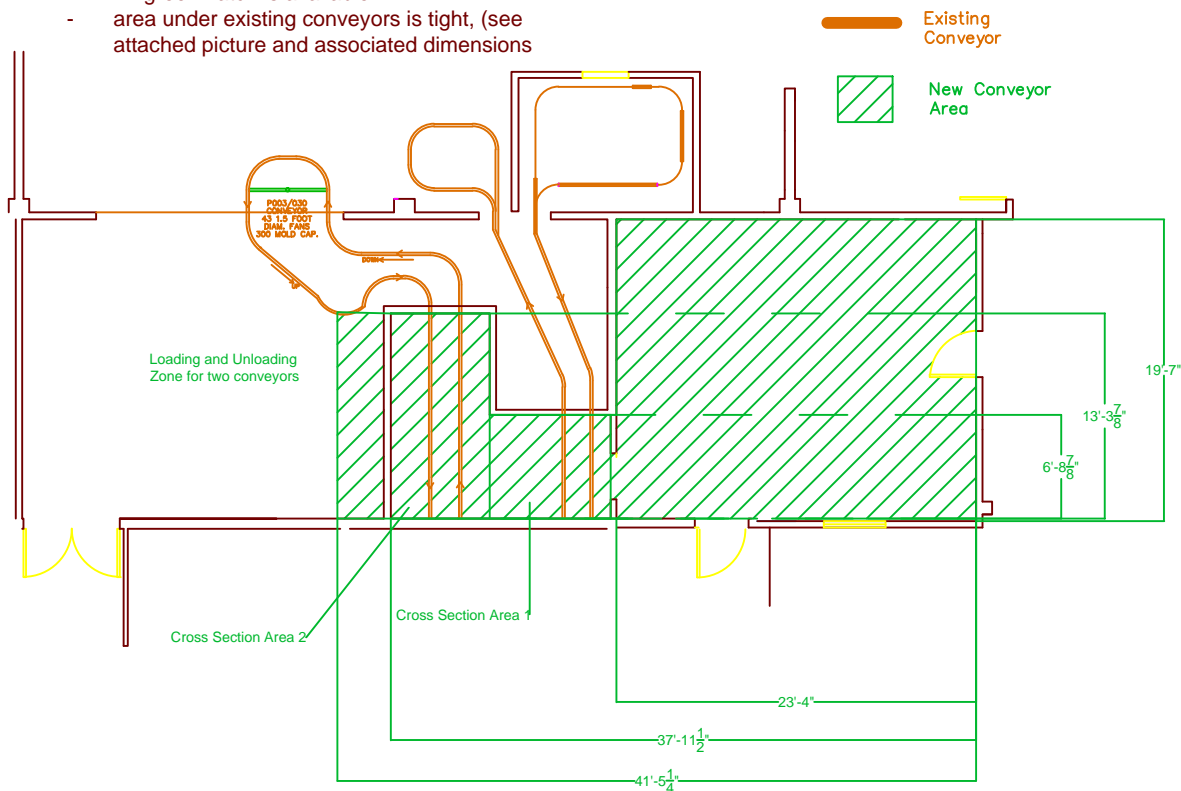 - area under existing conveyors is tight, (see
attached picture and associated dimensions
Existing
Conveyor
New Conveyor
Area
P003/030
CONVEYOR
43 1.5 FOOT
DIAM. FANS
300 MOLD CAP.
DOWN
UP
Loading and Unloading
Zone for two conveyors
19'-7"
13'-3 7/8"
6'-8 7/8"
Cross Section Area 1
Cross Section Area 2
23'-4"
37'-11 1/2"
41'-5 1/4"